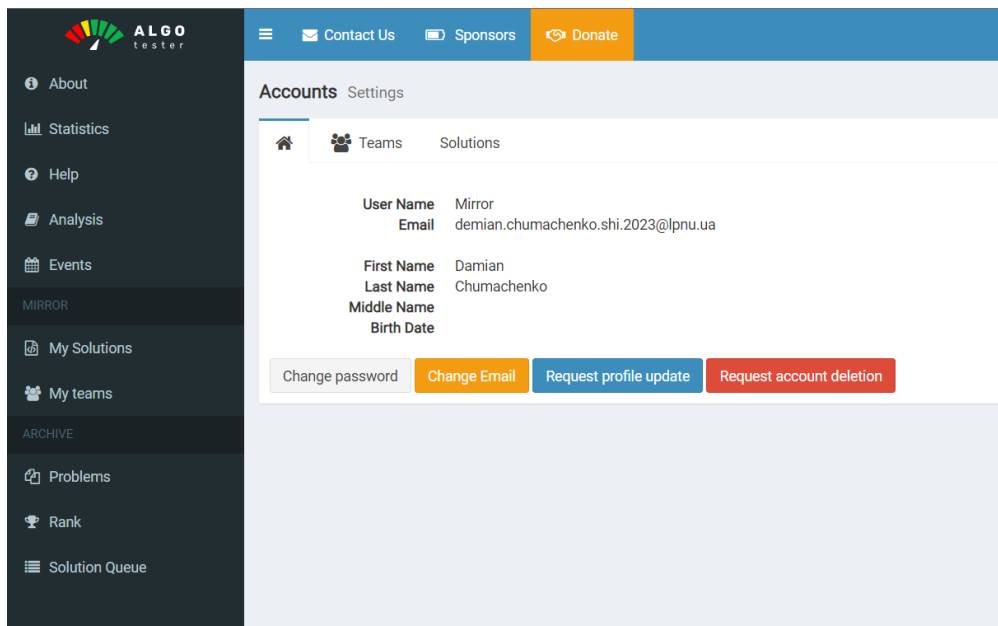 ALGO
tester
About
Statistics
Help
Analysis
Events
MIRROR
My Solutions
My teams
ARCHIVE
Problems
Rank
Solution Queue
Contact Us Sponsors Donate
Accounts Settings
Teams Solutions
User Name Mirror
Email demian.chumachenko.shi.2023@lpnu.ua
First Name Damian
Last Name Chumachenko
Middle Name
Birth Date
Change password Change Email Request profile update Request account deletion